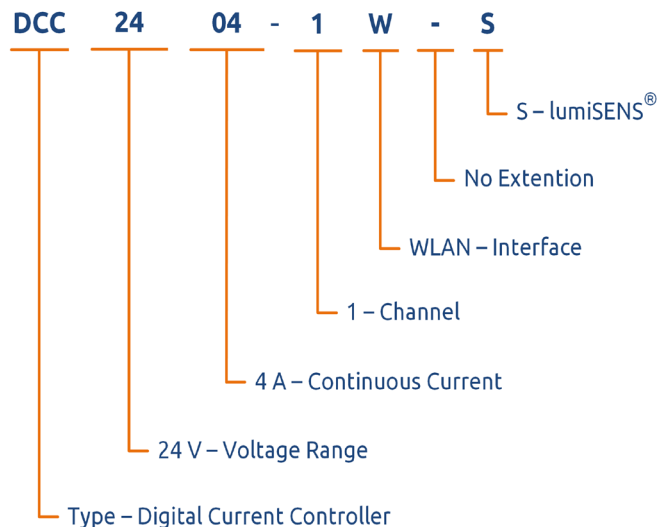 DCC 24 04 - 1 W - S
S – lumiSENS®
No Extention
WLAN – Interface
1 – Channel
4 A – Continuous Current
24 V – Voltage Range
Type – Digital Current Controller